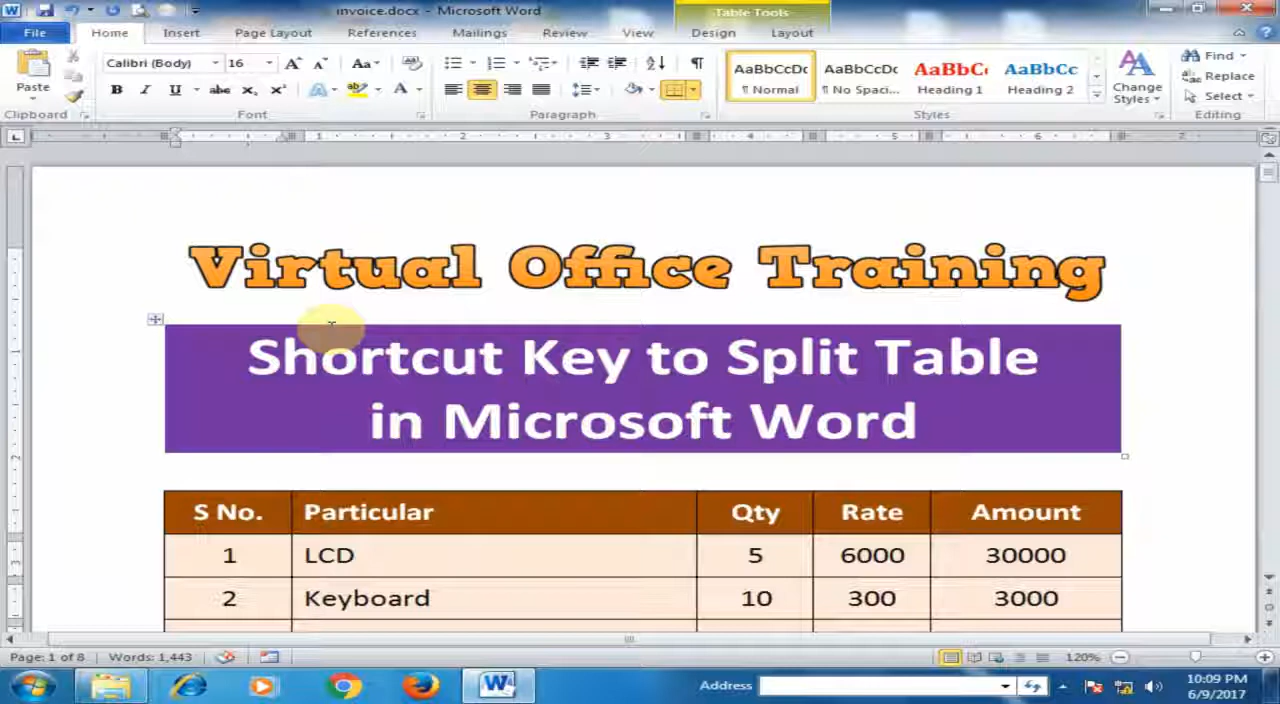 invoice.docx - Microsoft Word
Table Tools
File Home Insert Page Layout References Mailings Review View Design Layout
Calibri (Body) 16 Aa
AaBbCcDc AaBbCcDc AaBbC AaBbCc
Paste B I U abc
¶ Normal ¶ No Spaci... Heading 1 Heading 2
Change Styles
Find
Replace
Select
Clipboard Font Paragraph Styles Editing
Virtual Office Training
Shortcut Key to Split Table
in Microsoft Word
S No. Particular Qty Rate Amount
1 LCD 5 6000 30000
2 Keyboard 10 300 3000
Page: 1 of 8 Words: 1,443 120%
Address
10:09 PM
6/9/2017